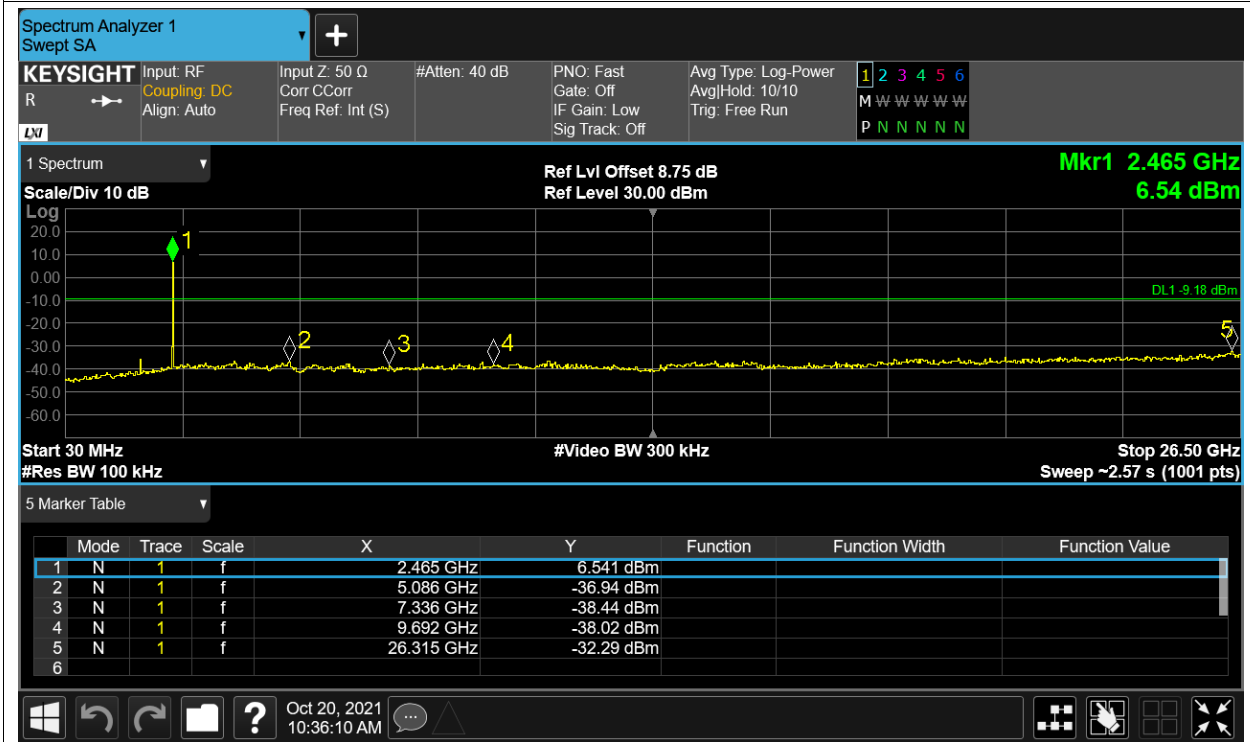 Spectrum Analyzer 1
Swept SA
KEYSIGHT
R
LXI
Input: RF
Coupling: DC
Align: Auto
Input Z: 50 Ω
Corr CCorr
Freq Ref: Int (S)
#Atten: 40 dB
PNO: Fast
Gate: Off
IF Gain: Low
Sig Track: Off
Avg Type: Log-Power
Avg|Hold: 10/10
Trig: Free Run
1 2 3 4 5 6
M W W W W W
P N N N N N
1 Spectrum
Scale/Div 10 dB
Ref Lvl Offset 8.75 dB
Ref Level 30.00 dBm
Mkr1 2.465 GHz
6.54 dBm
Log
20.0
10.0
0.00
-10.0
-20.0
-30.0
-40.0
-50.0
-60.0
1
2
3
4
5
DL1 -9.18 dBm
Start 30 MHz
#Video BW 300 kHz
Stop 26.50 GHz
#Res BW 100 kHz
Sweep ~2.57 s (1001 pts)
5 Marker Table
Mode Trace Scale X Y Function Function Width Function Value
1 N 1 f 2.465 GHz 6.541 dBm
2 N 1 f 5.086 GHz -36.94 dBm
3 N 1 f 7.336 GHz -38.44 dBm
4 N 1 f 9.692 GHz -38.02 dBm
5 N 1 f 26.315 GHz -32.29 dBm
6
?
Oct 20, 2021
10:36:10 AM